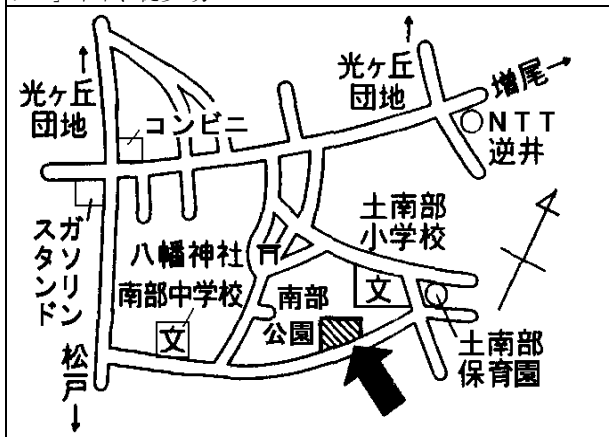 光ヶ丘
団地
光ヶ丘
団地
増尾→
コンビニ
NTT
逆井
ガソリン
スタンド
八幡神社
土南部
小学校
文
南部中学校
文
南部
公園
土南部
保育園
松戸